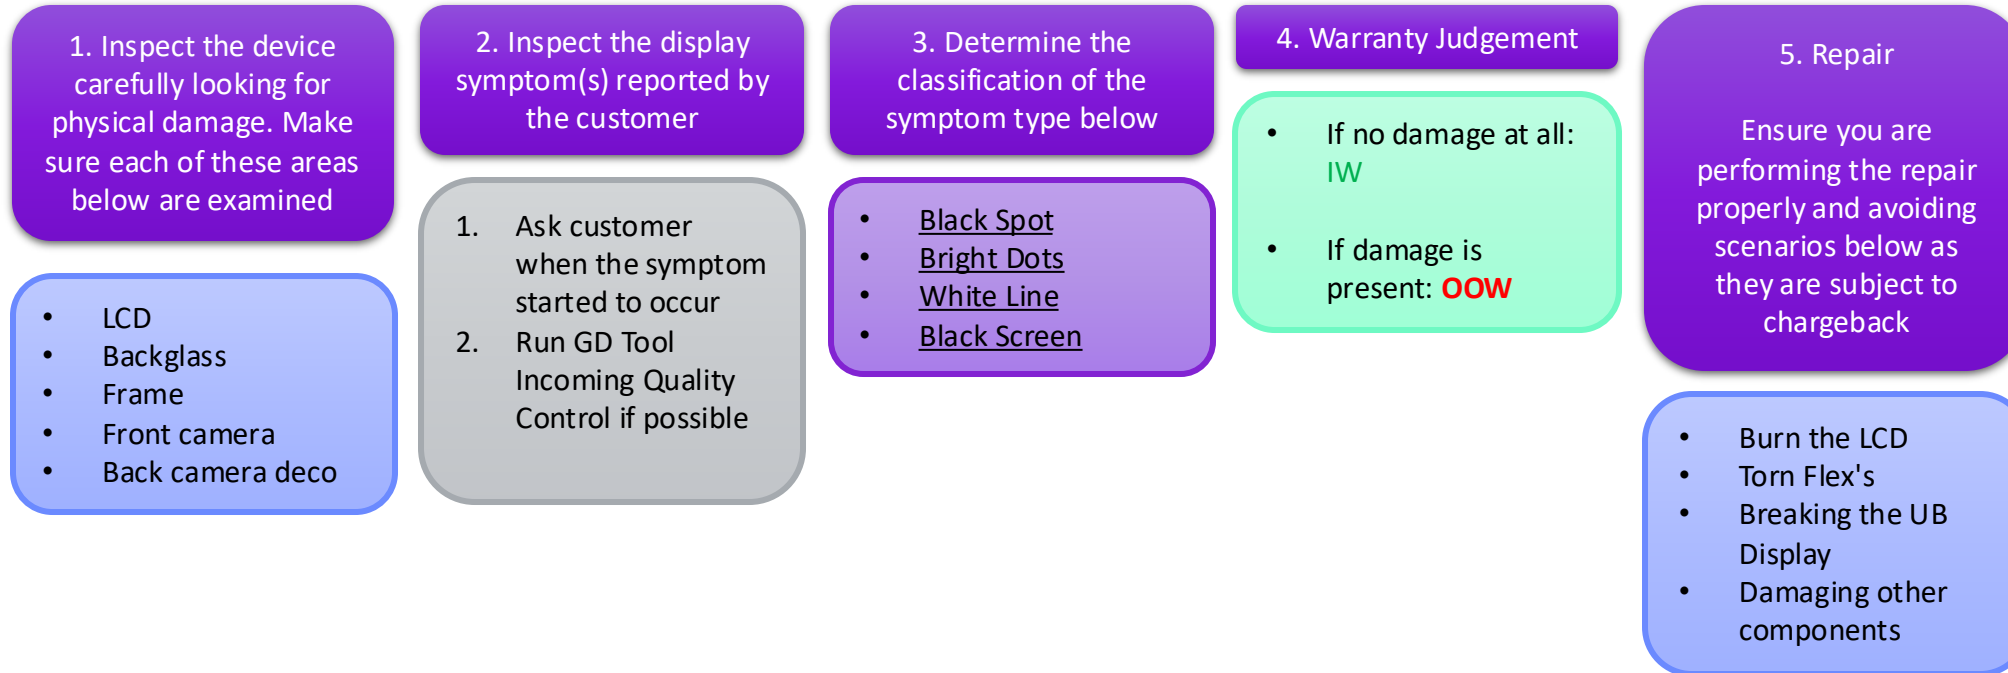 1. Inspect the device
carefully looking for
physical damage. Make
sure each of these areas
below are examined
• LCD
• Backglass
• Frame
• Front camera
• Back camera deco
2. Inspect the display
symptom(s) reported by
the customer
1. Ask customer
when the symptom
started to occur
2. Run GD Tool
Incoming Quality
Control if possible
3. Determine the
classification of the
symptom type below
• Black Spot
• Bright Dots
• White Line
• Black Screen
4. Warranty Judgement
• If no damage at all:
IW
• If damage is
present: OOW
5. Repair
Ensure you are
performing the repair
properly and avoiding
scenarios below as
they are subject to
chargeback
• Burn the LCD
• Torn Flex's
• Breaking the UB
Display
• Damaging other
components